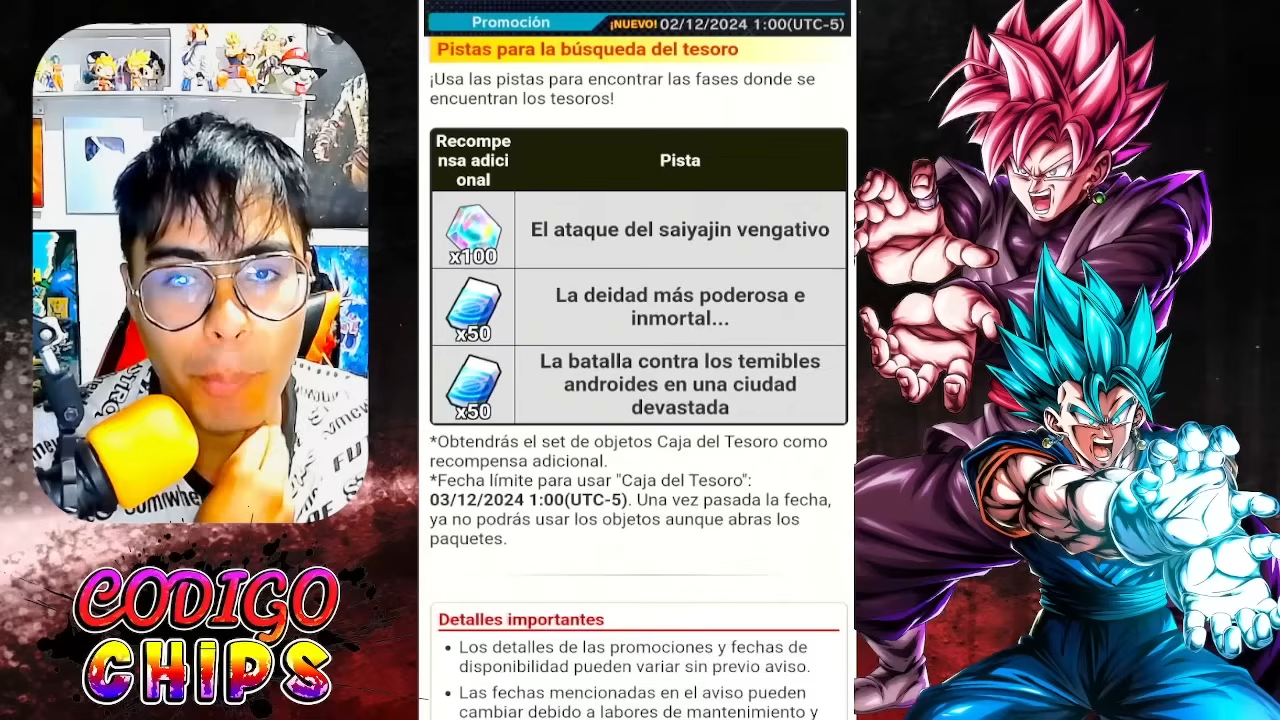 Promoción
¡NUEVO! 02/12/2024 1:00(UTC-5)
Pistas para la búsqueda del tesoro
¡Usa las pistas para encontrar las fases donde se
encuentran los tesoros!
Recompe
nsa adici
onal
Pista
x100
El ataque del saiyajin vengativo
x50
La deidad más poderosa e
inmortal...
x50
La batalla contra los temibles
androides en una ciudad
devastada
*Obtendrás el set de objetos Caja del Tesoro como
recompensa adicional.
*Fecha límite para usar "Caja del Tesoro":
03/12/2024 1:00(UTC-5). Una vez pasada la fecha,
ya no podrás usar los objetos aunque abras los
paquetes.
Detalles importantes
• Los detalles de las promociones y fechas de
disponibilidad pueden variar sin previo aviso.
• Las fechas mencionadas en el aviso pueden
cambiar debido a labores de mantenimiento y
CODIGO
CHIPS